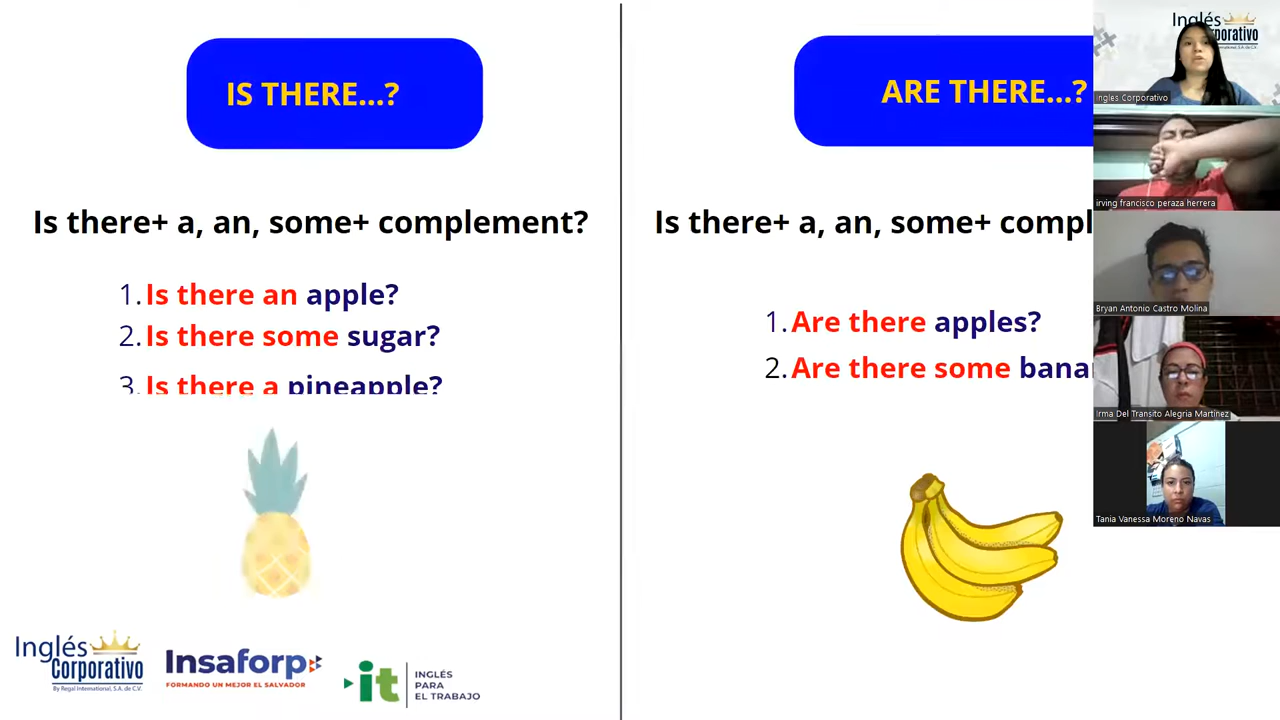 IS THERE...?
Is there+ a, an, some+ complement?
1. Is there an apple?
2. Is there some sugar?
3. Is there a pineapple?
ARE THERE...?
Is there+ a, an, some+ compl
1. Are there apples?
2. Are there some bana
Inglés
Corporativo
By Regal International, S.A. de C.V.
Insaforp
FORMANDO UN MEJOR EL SALVADOR
it
INGLÉS
PARA
EL TRABAJO
Inglés
porativo
Ingles Corporativo
irving francisco peraza herrera
Bryan Antonio Castro Molina
Irma Del Transito Alegria Martinez
Tania Vanessa Moreno Navas